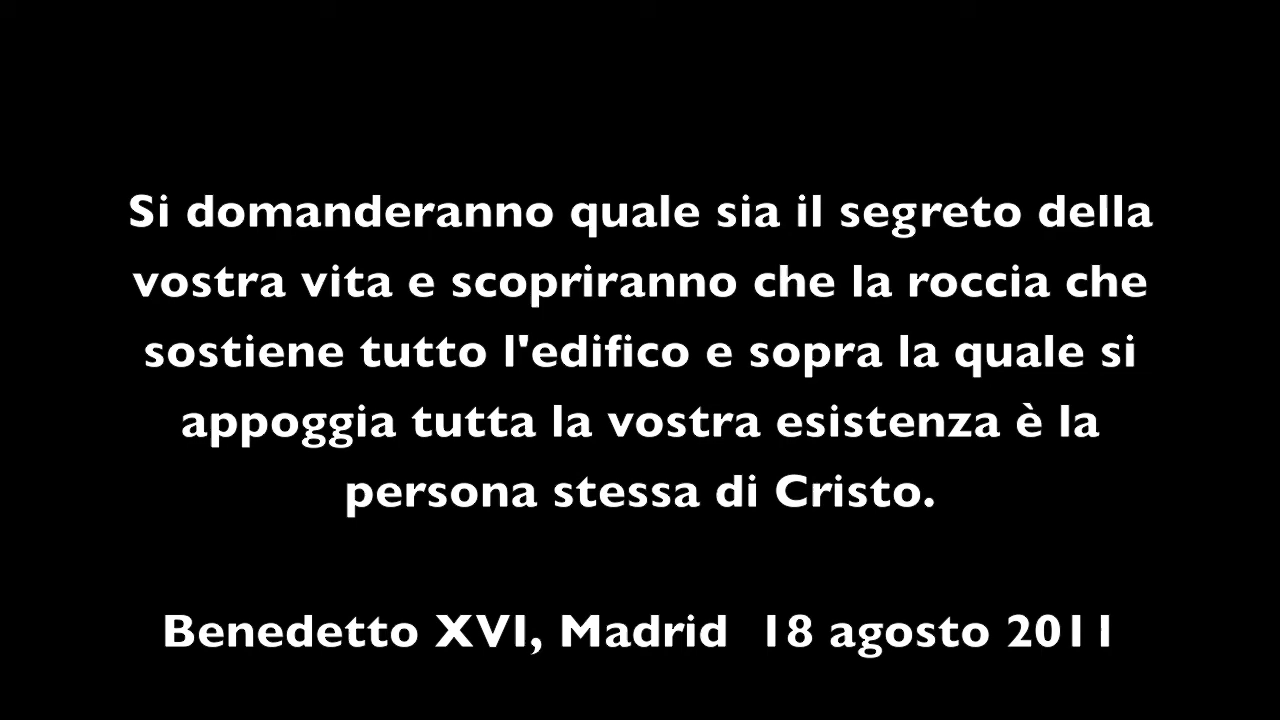 Si domanderanno quale sia il segreto della
vostra vita e scopriranno che la roccia che
sostiene tutto l'edifico e sopra la quale si
appoggia tutta la vostra esistenza è la
persona stessa di Cristo.
Benedetto XVI, Madrid  18 agosto 2011